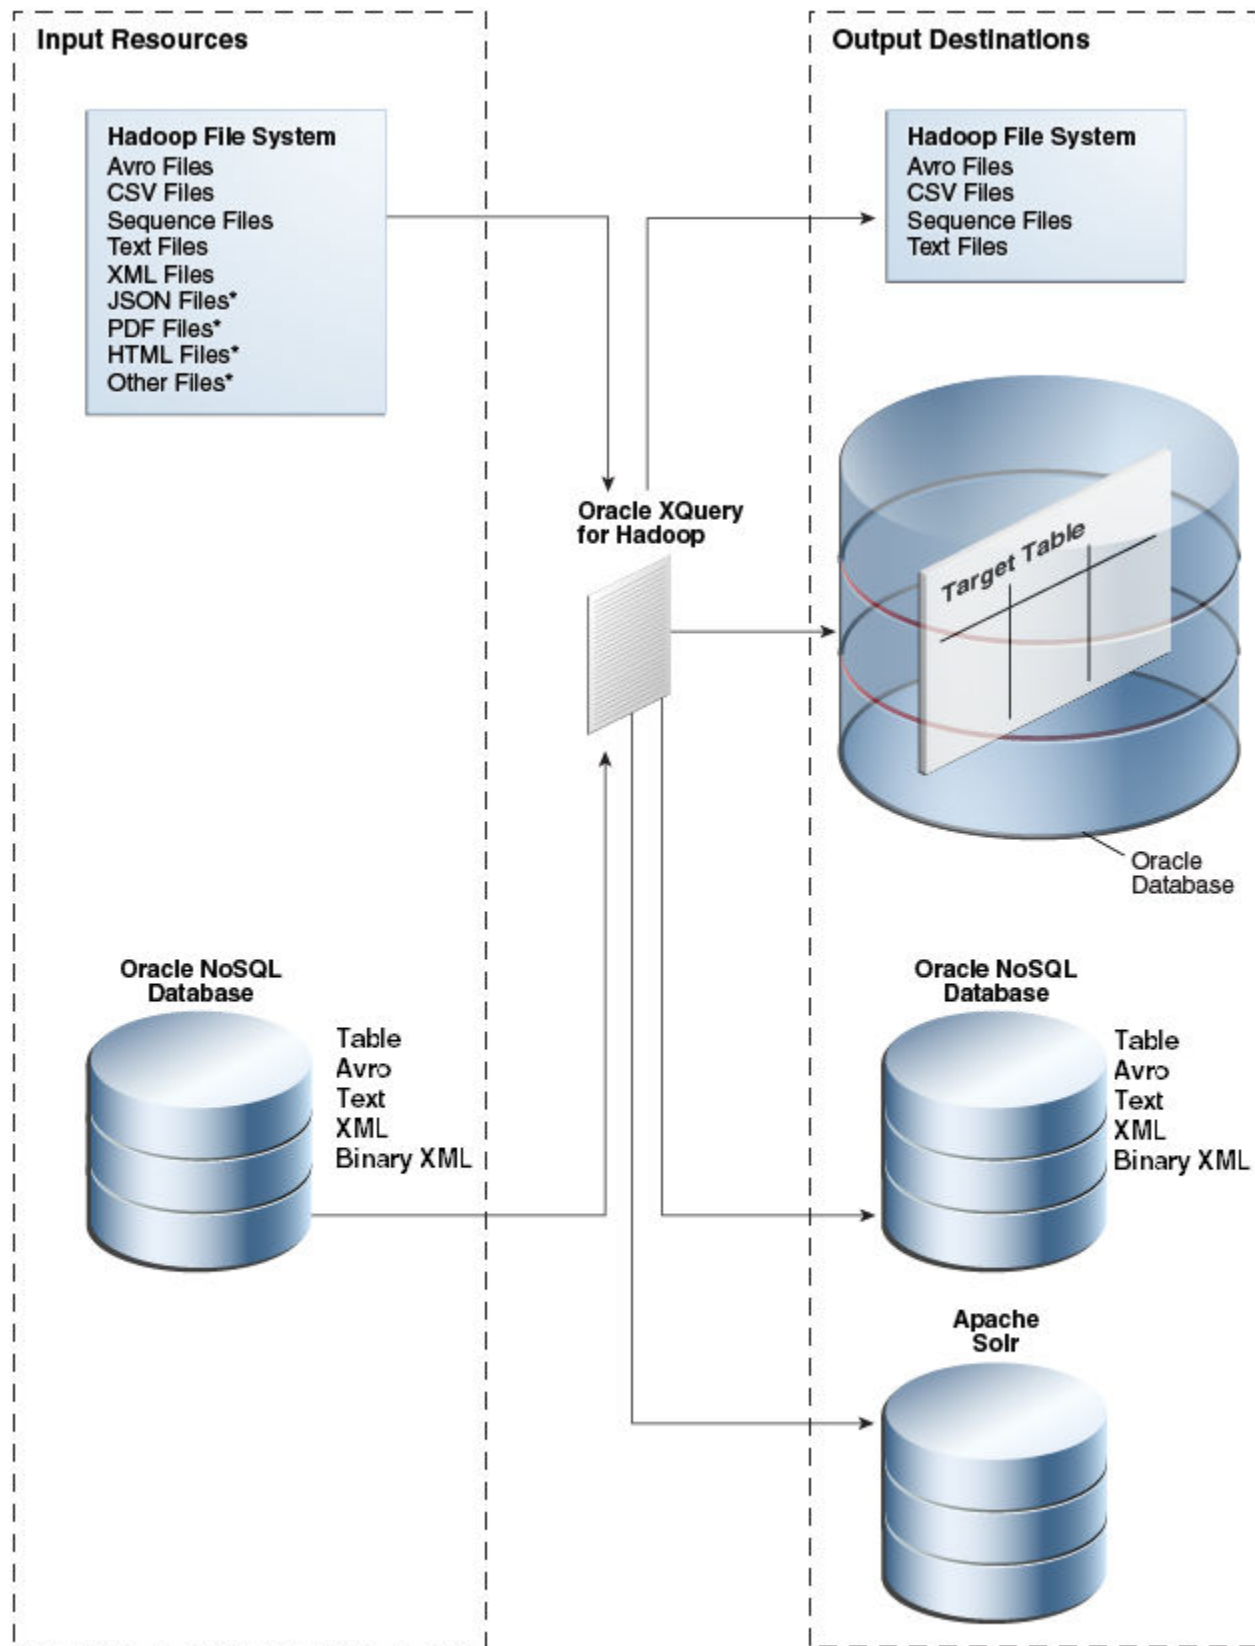 Input Resources
Hadoop File System
Avro Files
CSV Files
Sequence Files
Text Files
XML Files
JSON Files*
PDF Files*
HTML Files*
Other Files*
Oracle NoSQL
Database
Table
Avro
Text
XML
Binary XML
Oracle XQuery
for Hadoop
Output Destinations
Hadoop File System
Avro Files
CSV Files
Sequence Files
Text Files
Target Table
Oracle
Database
Oracle NoSQL
Database
Table
Avro
Text
XML
Binary XML
Apache
Solr